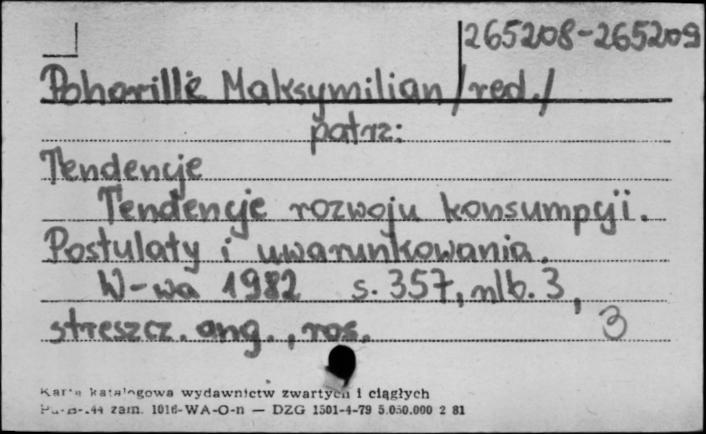 265208-265209
Pohorille Maksymilian /red./
patrz:
Tendencje
Tendencje rozwoju konsumpcji.
Postulaty i uwarunkowania.
W-wa 1982 s. 357, nlb. 3,
streszcz. ang., ros. 3
Karta katalogowa wydawnictw zwartych i ciągłych
zam. 1016-WA-O-n — DZG 1501-4-79 5.050.000 2 81